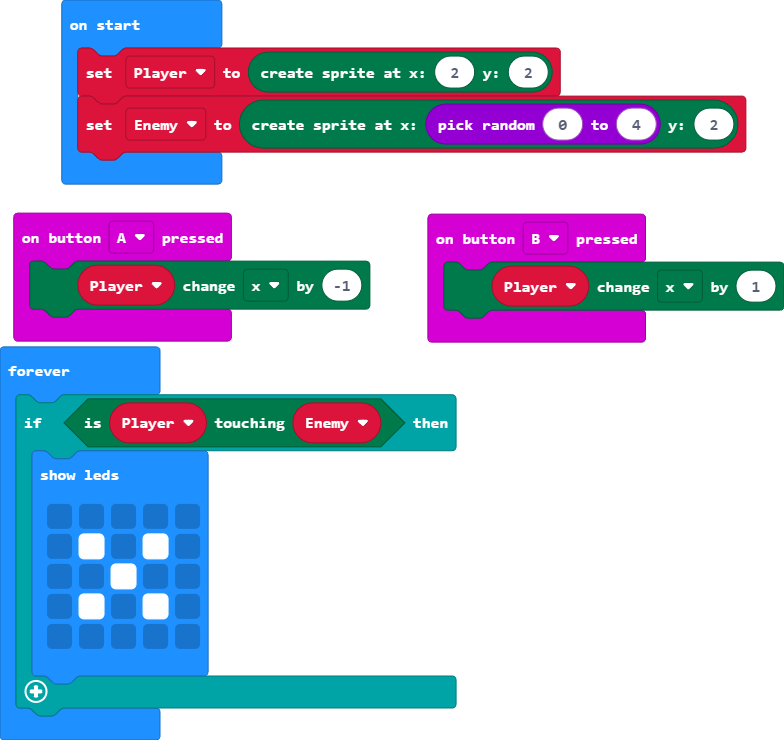 on start
set Player to create sprite at x: 2 y: 2
set Enemy to create sprite at x: pick random 0 to 4 y: 2
on button A pressed
Player change x by -1
on button B pressed
Player change x by 1
forever
if is Player touching Enemy then
show leds